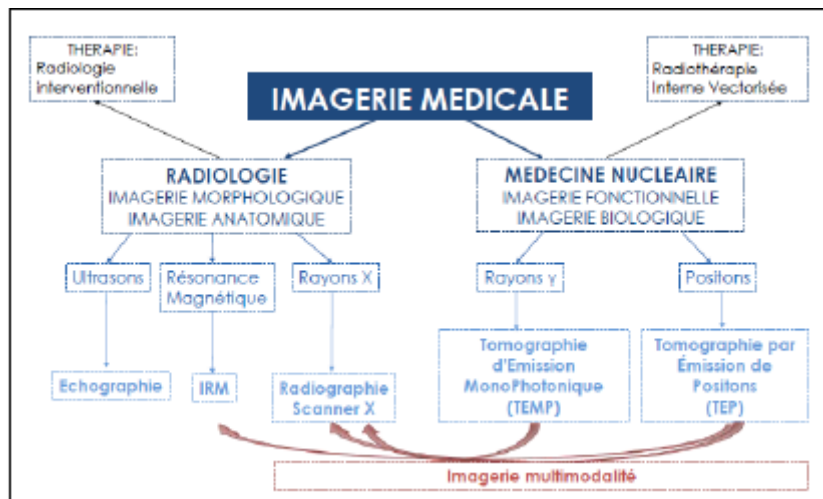 THERAPIE:
Radiologie
interventionnelle
THERAPIE:
Radiothérapie
Interne Vectorisée
IMAGERIE MEDICALE
RADIOLOGIE
IMAGERIE MORPHOLOGIQUE
IMAGERIE ANATOMIQUE
MEDECINE NUCLEAIRE
IMAGERIE FONCTIONNELLE
IMAGERIE BIOLOGIQUE
Ultrasons
Résonance
Magnétique
Rayons X
Rayons γ
Positons
Echographie
IRM
Radiographie
Scanner X
Tomographie
d'Emission
MonoPhotonique
(TEMP)
Tomographie par
Émission de
Positons
(TEP)
Imagerie multimodalité